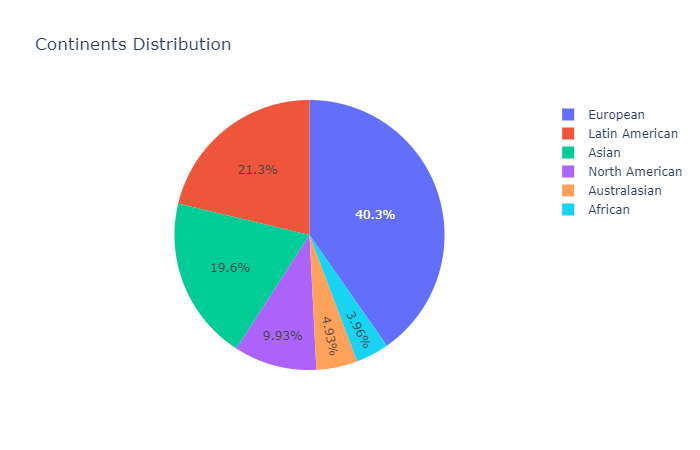 Continents Distribution
European
Latin American
Asian
North American
Australasian
African
21.3%
40.3%
19.6%
9.93%
4.93%
3.96%